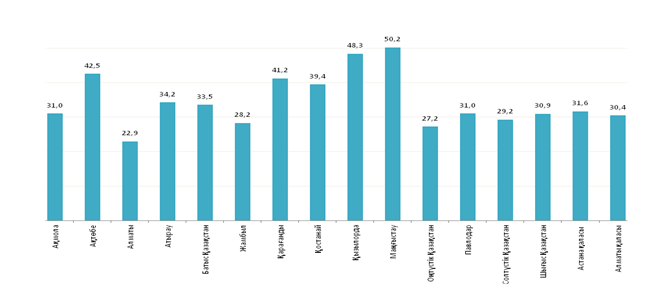 31,0
42,5
22,9
34,2
33,5
28,2
41,2
39,4
48,3
50,2
27,2
31,0
29,2
30,9
31,6
30,4
Ақмола
Ақтөбе
Алматы
Атырау
Батыс Қазақстан
Жамбыл
Қарағанды
Қостанай
Қызылорда
Маңғыстау
Оңтүстік Қазақстан
Павлодар
Солтүстік Қазақстан
Шығыс Қазақстан
Астана қаласы
Алматы қаласы